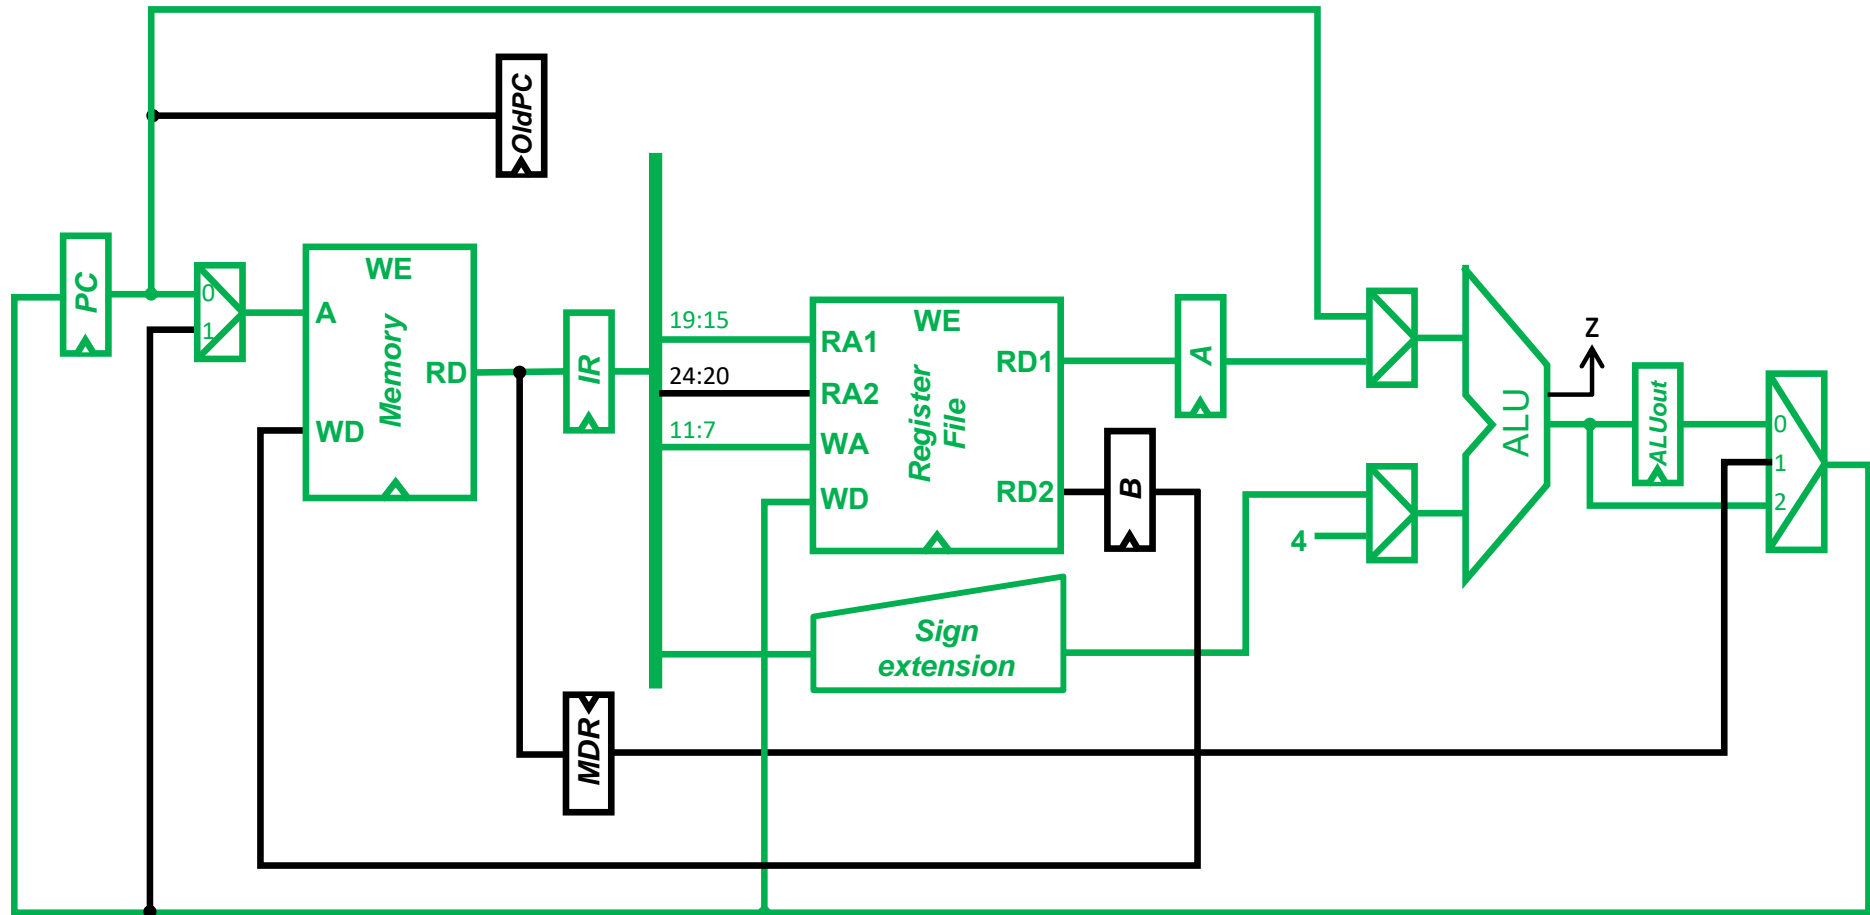 OldPC
PC
0
1
WE
A
Memory
RD
WD
IR
19:15
24:20
11:7
WE
RA1
RD1
RA2
Register
File
WA
WD
RD2
A
B
4
Sign
extension
MDR
ALU
Z
ALUout
0
1
2